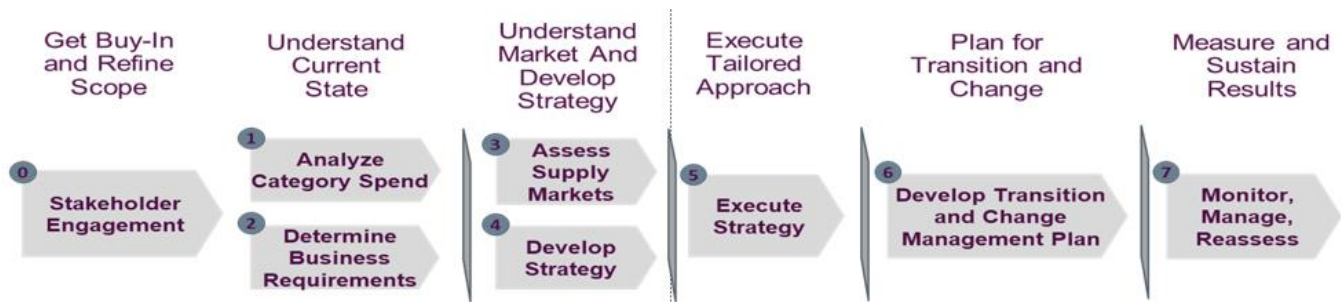 Get Buy-In
and Refine
Scope
Understand
Current
State
Understand
Market And
Develop
Strategy
Execute
Tailored
Approach
Plan for
Transition and
Change
Measure and
Sustain
Results
0
Stakeholder
Engagement
1
Analyze
Category Spend
2
Determine
Business
Requirements
3
Assess
Supply
Markets
4
Develop
Strategy
5
Execute
Strategy
6
Develop Transition
and Change
Management Plan
7
Monitor,
Manage,
Reassess